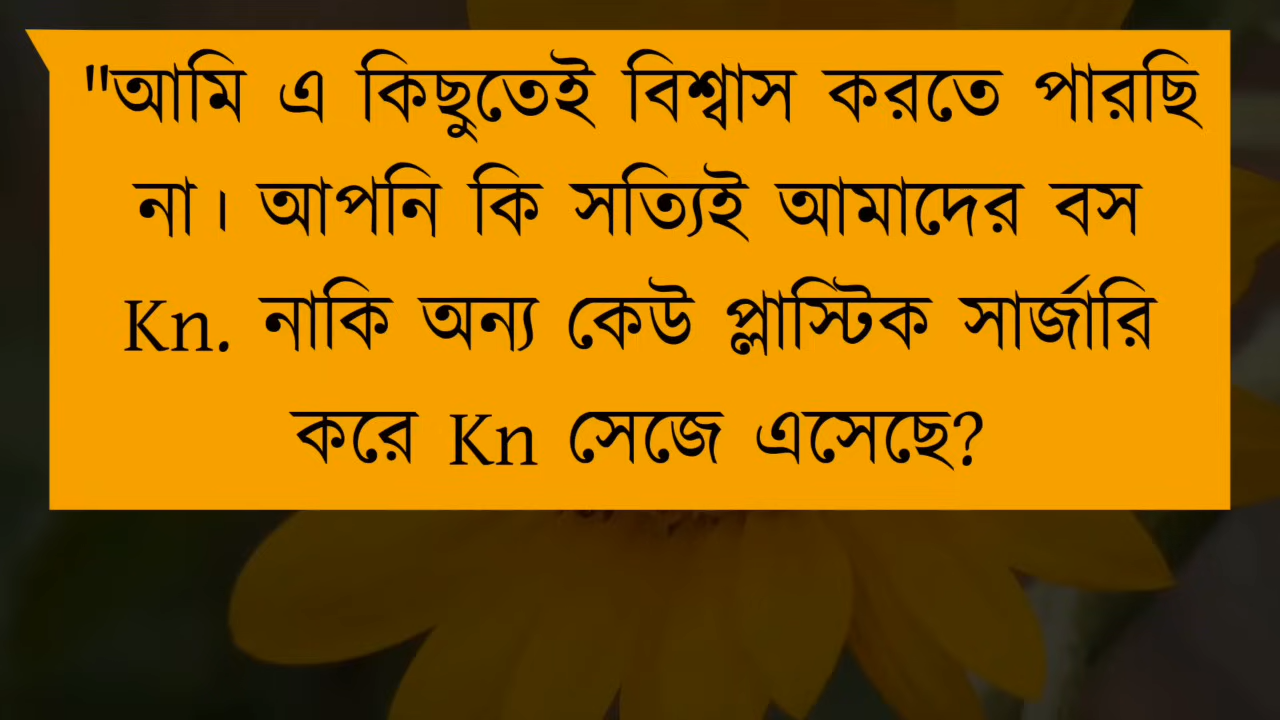 "আমি এ কিছুতেই বিশ্বাস করতে পারছি
না। আপনি কি সত্যিই আমাদের বস
Kn. নাকি অন্য কেউ প্লাস্টিক সার্জারি
করে Kn সেজে এসেছে?